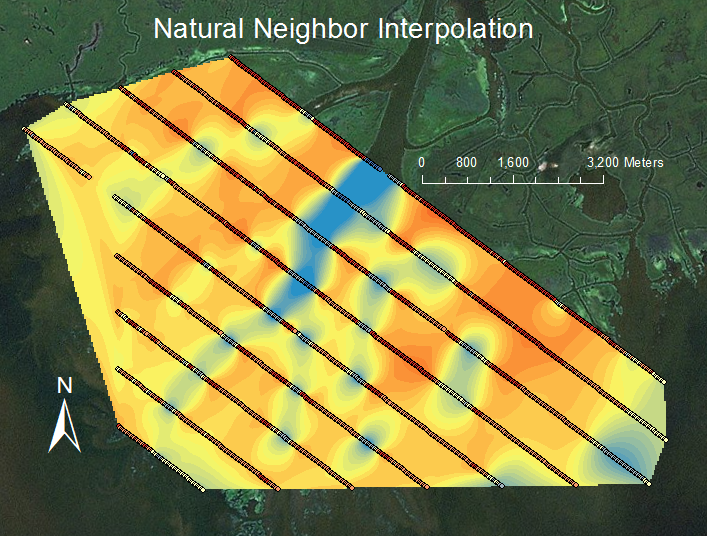 Natural Neighbor Interpolation
0 800 1,600 3,200 Meters
N